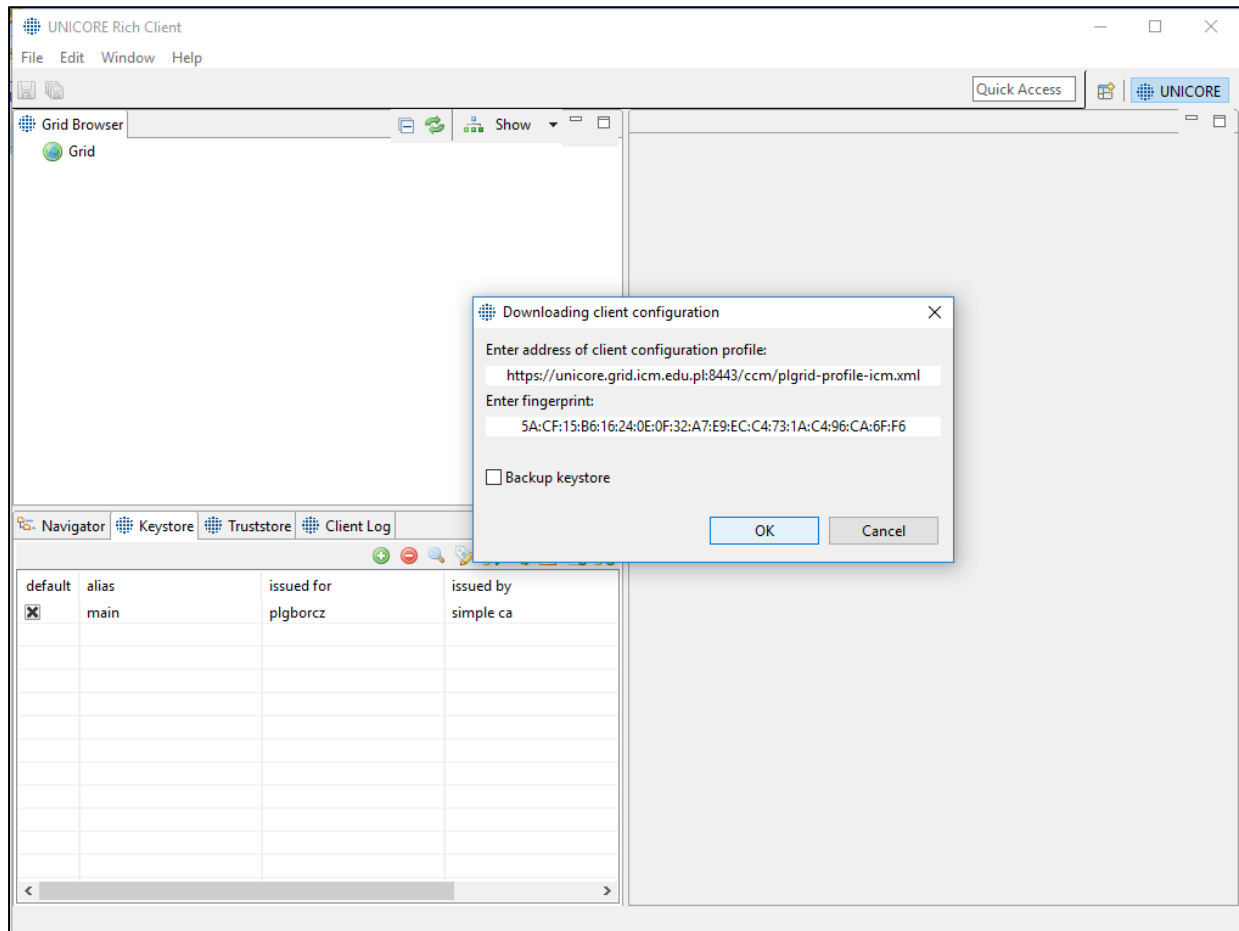 UNICORE Rich Client
File Edit Window Help
Quick Access
UNICORE
Grid Browser
Show
Grid
Downloading client configuration
Enter address of client configuration profile:
https://unicore.grid.icm.edu.pl:8443/ccm/plgrid-profile-icm.xml
Enter fingerprint:
5A:CF:15:B6:16:24:0E:0F:32:A7:E9:EC:C4:73:1A:C4:96:CA:6F:F6
Backup keystore
OK Cancel
Navigator Keystore Truststore Client Log
default alias issued for issued by
main plgborcz simple ca